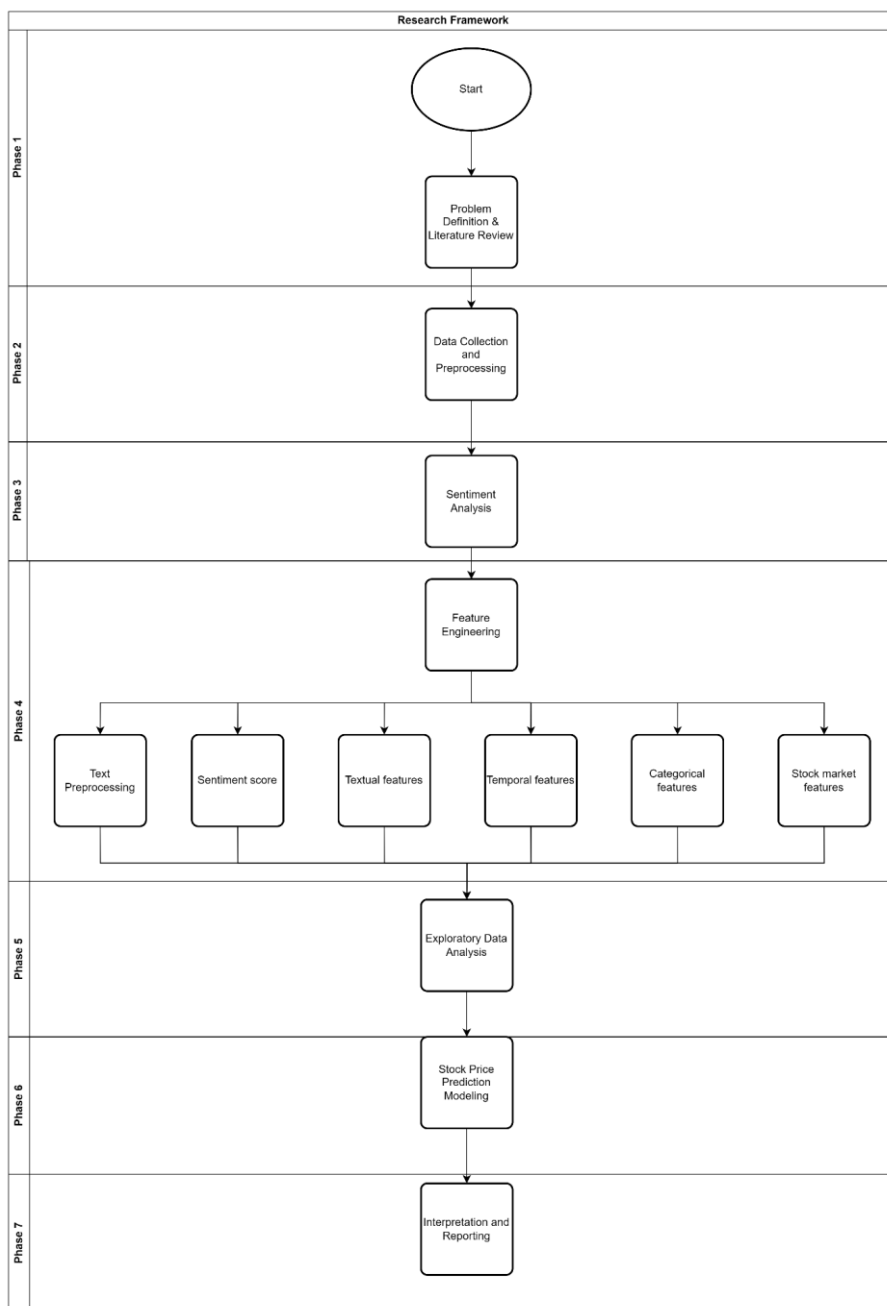 Research Framework
Phase 1
Start
Problem
Definition &
Literature Review
Phase 2
Data Collection
and
Preprocessing
Phase 3
Sentiment
Analysis
Phase 4
Feature
Engineering
Text
Preprocessing
Sentiment score
Textual features
Temporal features
Categorical
features
Stock market
features
Phase 5
Exploratory Data
Analysis
Phase 6
Stock Price
Prediction
Modeling
Phase 7
Interpretation and
Reporting